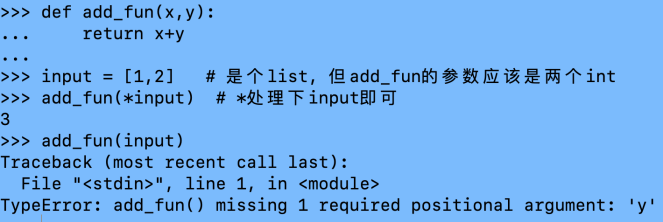 >>> def add_fun(x,y):
...     return x+y
...
>>> input = [1,2]   # 是个list, 但add_fun的参数应该是两个int
>>> add_fun(*input)  # *处理下input即可
3
>>> add_fun(input)
Traceback (most recent call last):
  File "<stdin>", line 1, in <module>
TypeError: add_fun() missing 1 required positional argument: 'y'